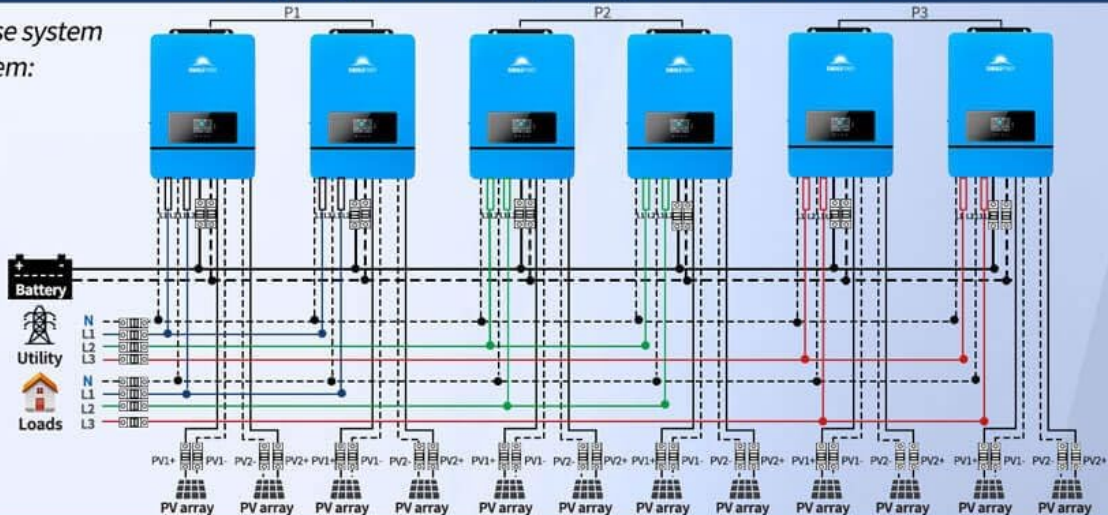 P1 P2 P3
se system
em:
Battery
N
L1
L2
L3
Utility
N
L1
L2
L3
Loads
PV1+ PV1- PV2- PV2+ PV1+ PV1- PV2- PV2+ PV1+ PV1- PV2- PV2+ PV1+ PV1- PV2- PV2+ PV1+ PV1- PV2- PV2+ PV1+ PV1- PV2- PV2+
PV array PV array PV array PV array PV array PV array PV array PV array PV array PV array PV array PV array